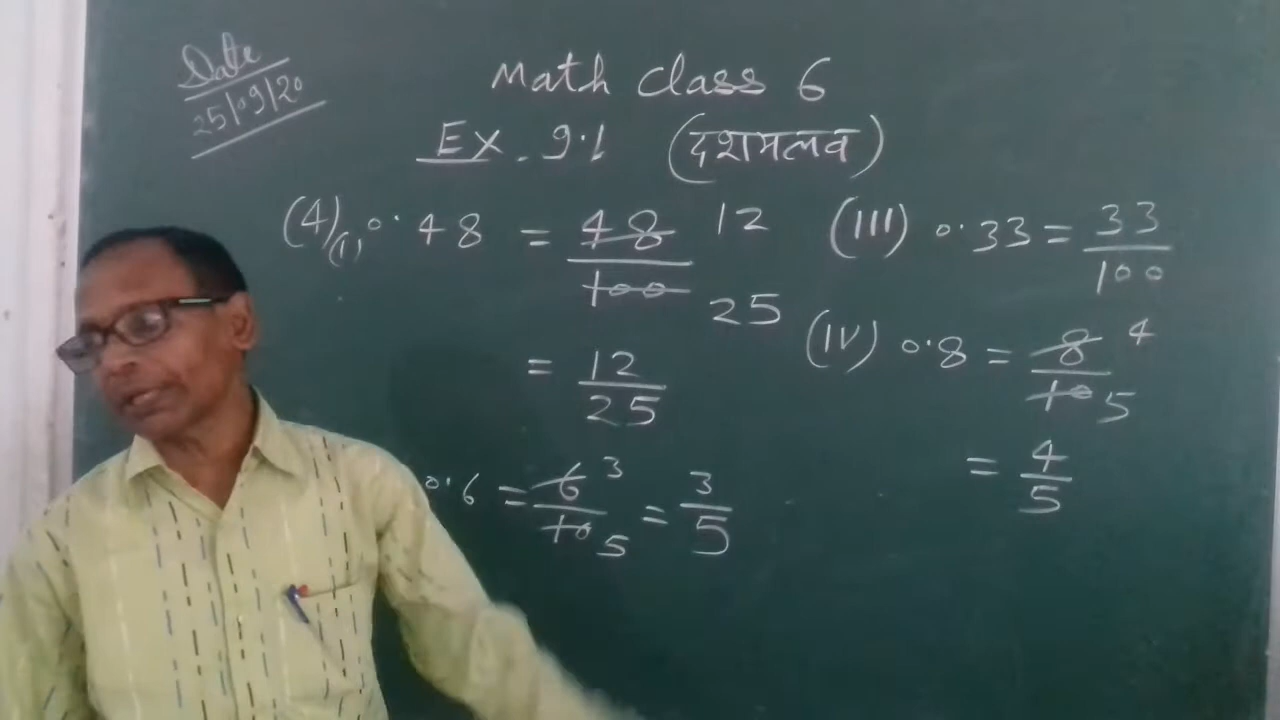 Date
25/09/20
Math Class 6
Ex. 9.1 (दशमलव)
(4)(i) 0.48 = 48/100 12 25
= 12/25
0.6 = 6/10 3 5 = 3/5
(III) 0.33 = 33/100
(IV) 0.8 = 8/10 4 5
= 4/5